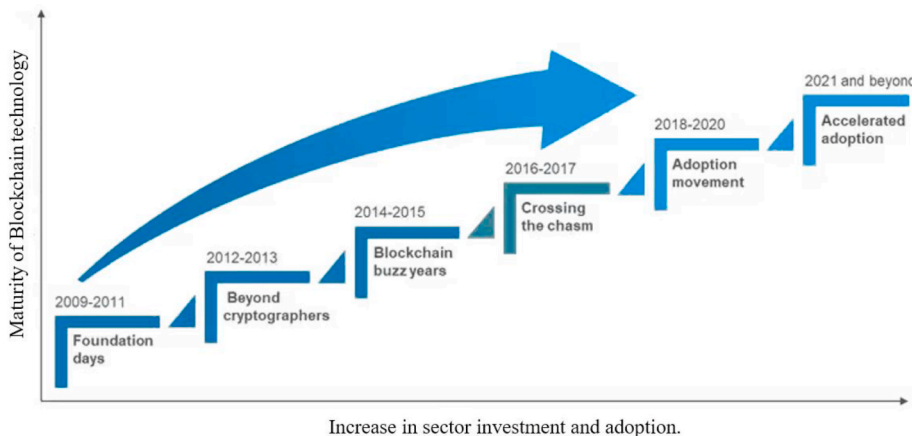 Maturity of Blockchain technology
2009-2011
Foundation
days
2012-2013
Beyond
cryptographers
2014-2015
Blockchain
buzz years
2016-2017
Crossing
the chasm
2018-2020
Adoption
movement
2021 and beyond
Accelerated
adoption
Increase in sector investment and adoption.